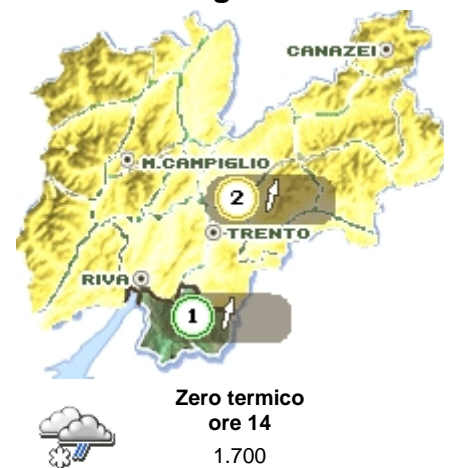 CANAZEI
M.CAMPIGLIO
2
TRENTO
RIVA
1
Zero termico
ore 14
1.700